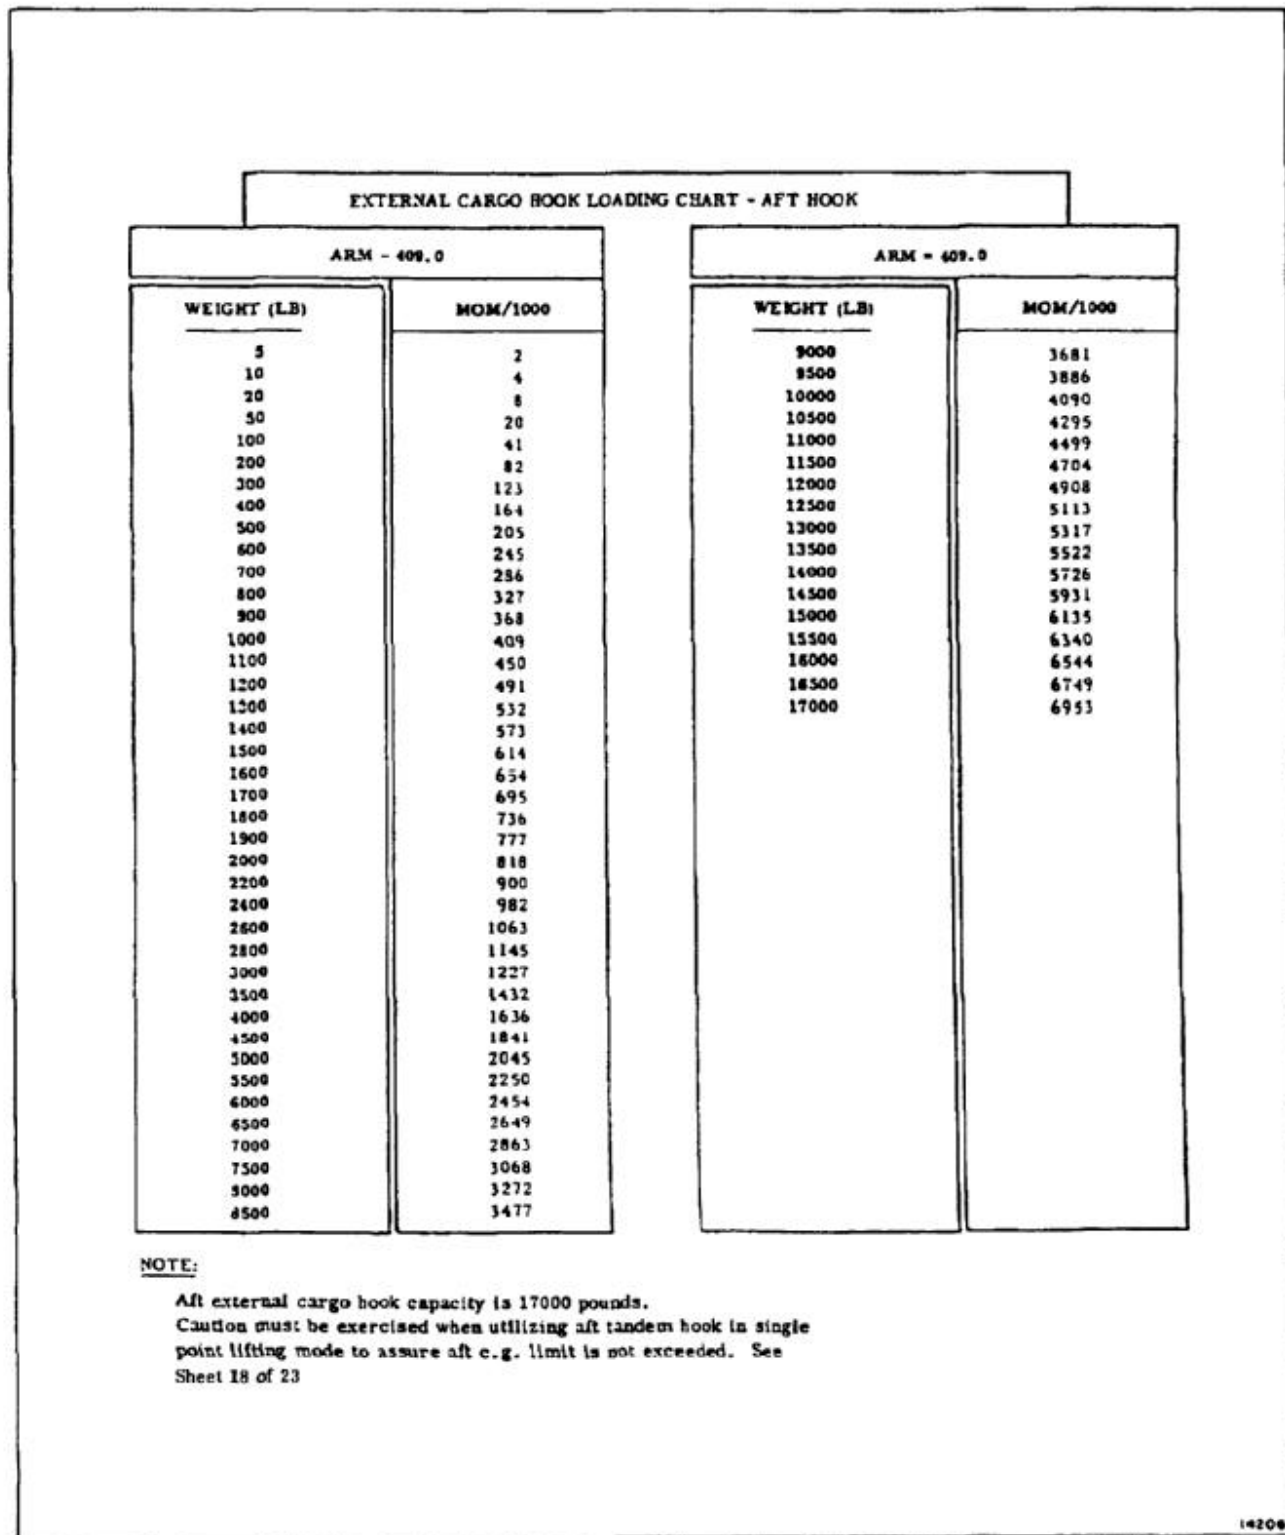 EXTERNAL CARGO HOOK LOADING CHART - AFT HOOK
ARM - 409.0 ARM = 409.0
WEIGHT (LB) MOM/1000 WEIGHT (LB) MOM/1000
5 2 9000 3681
10 4 9500 3886
20 8 10000 4090
50 20 10500 4295
100 41 11000 4499
200 82 11500 4704
300 123 12000 4908
400 164 12500 5113
500 205 13000 5317
600 245 13500 5522
700 286 14000 5726
800 327 14500 5931
900 368 15000 6135
1000 409 15500 6340
1100 450 16000 6544
1200 491 16500 6749
1300 532 17000 6953
1400 573
1500 614
1600 654
1700 695
1800 736
1900 777
2000 818
2200 900
2400 982
2600 1063
2800 1145
3000 1227
3500 1432
4000 1636
4500 1841
5000 2045
5500 2250
6000 2454
6500 2649
7000 2863
7500 3068
8000 3272
8500 3477
NOTE:
Aft external cargo hook capacity is 17000 pounds.
Caution must be exercised when utilizing aft tandem hook in single
point lifting mode to assure aft c.g. limit is not exceeded. See
Sheet 18 of 23